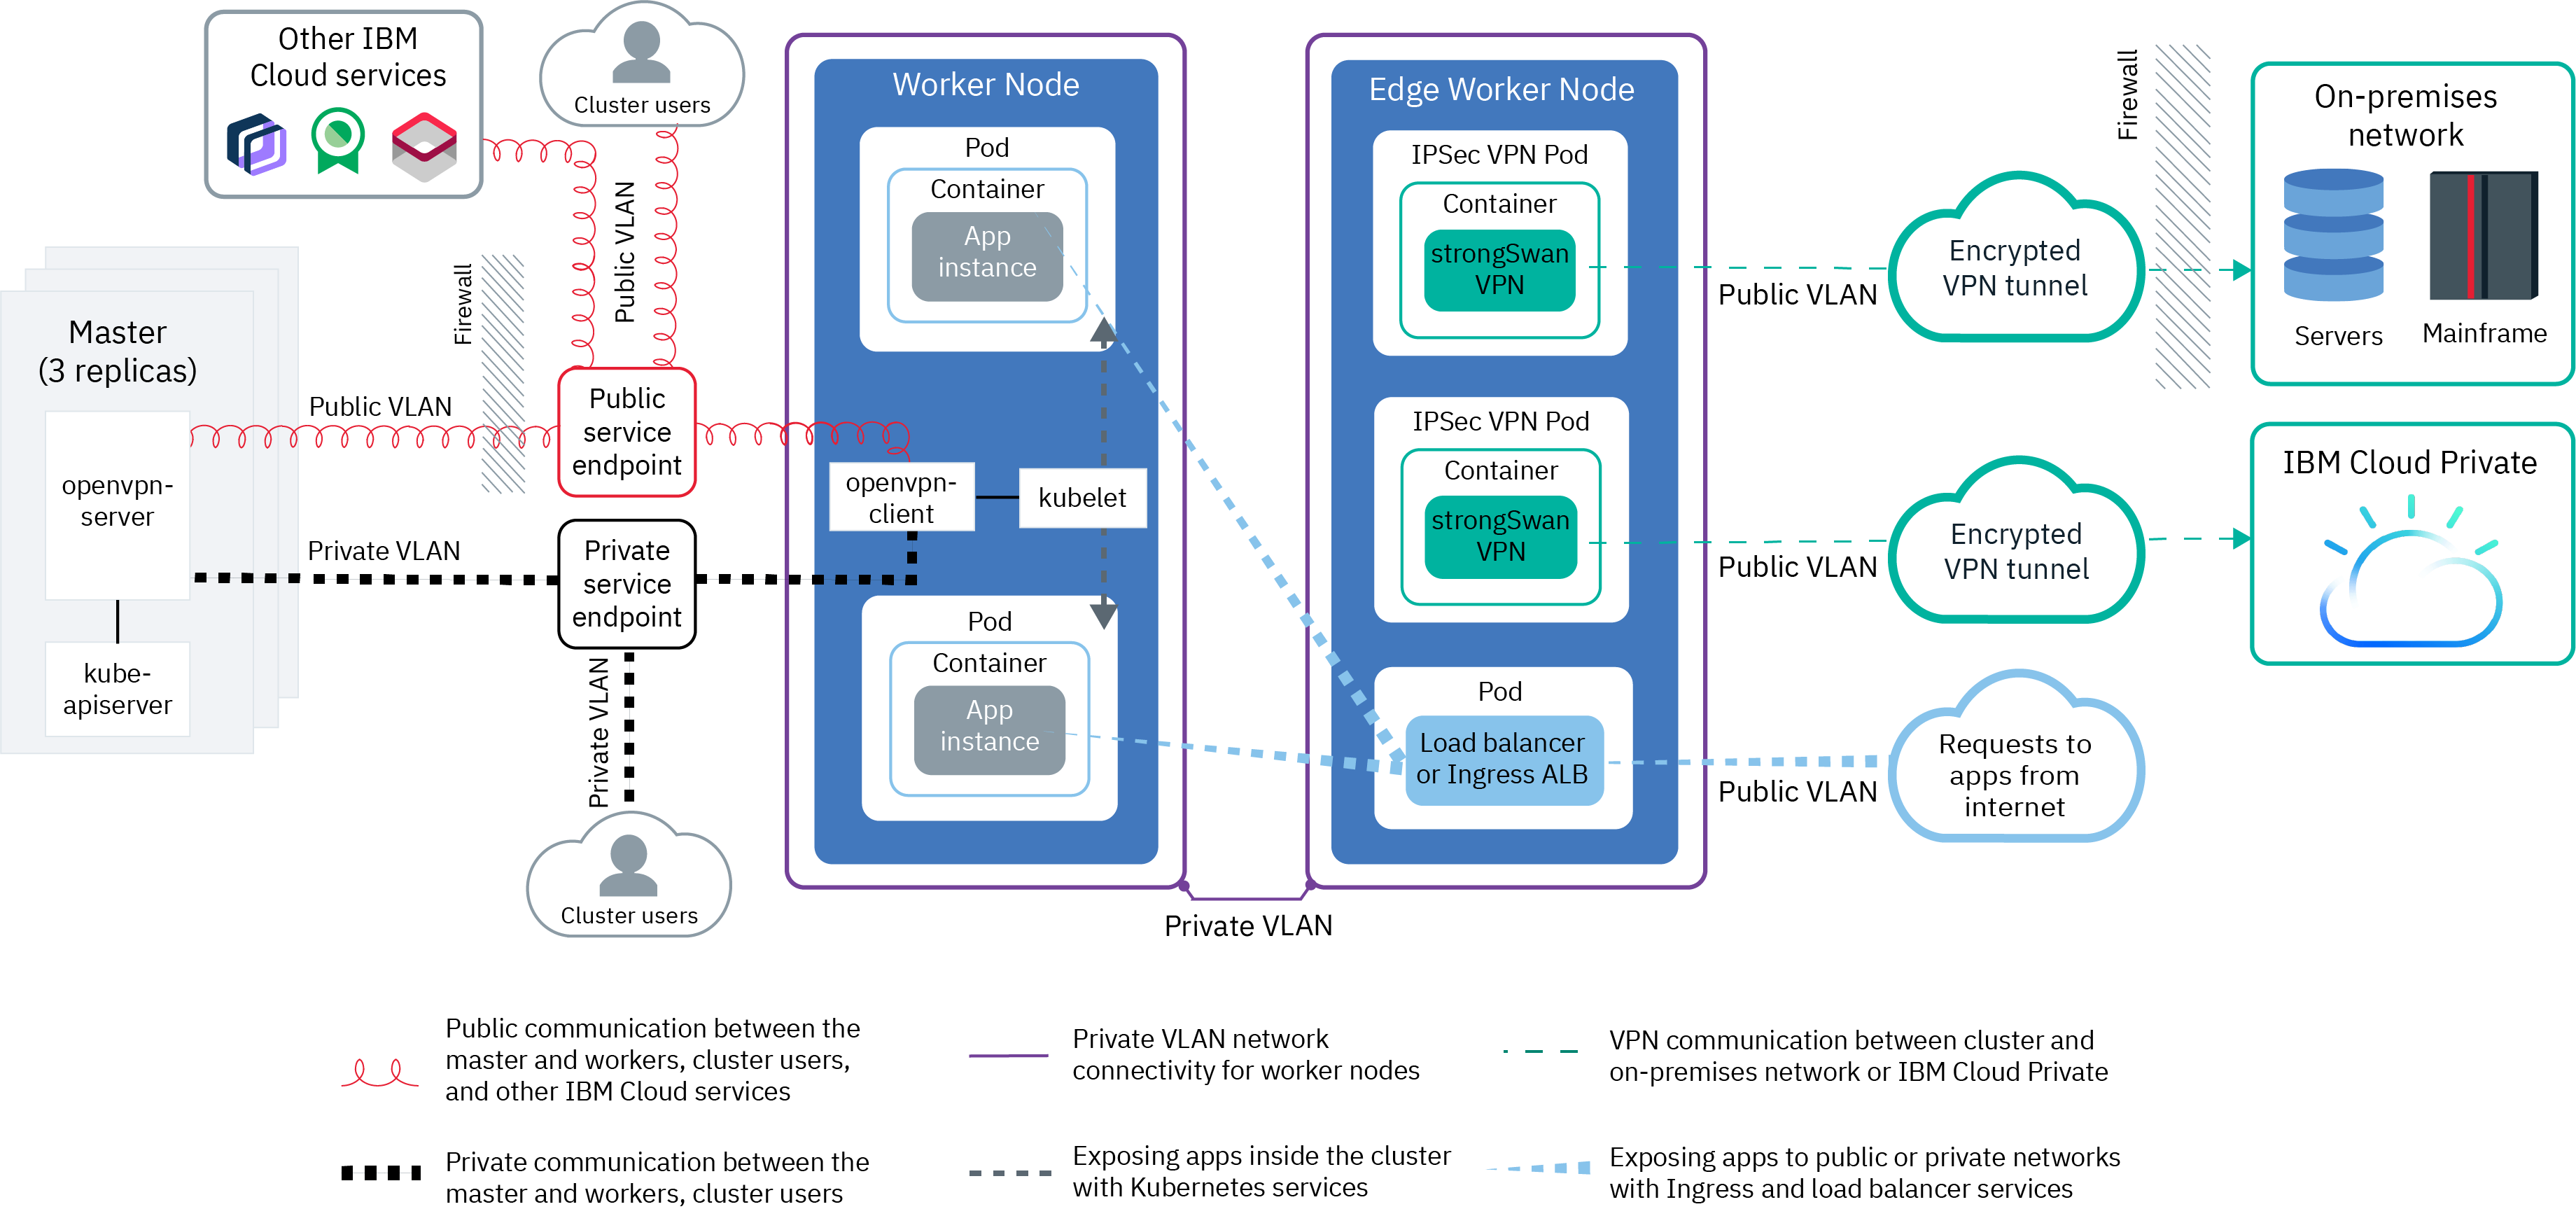 Other IBM
Cloud services
Cluster users
Master
(3 replicas)
openvpn-
server
kube-
apiserver
Public VLAN
Private VLAN
Firewall
Public VLAN
Public
service
endpoint
Private
service
endpoint
Private VLAN
Cluster users
Worker Node
Pod
Container
App
instance
openvpn-
client
kubelet
Pod
Container
App
instance
Private VLAN
Edge Worker Node
IPSec VPN Pod
Container
strongSwan
VPN
IPSec VPN Pod
Container
strongSwan
VPN
Pod
Load balancer
or Ingress ALB
Public VLAN
Public VLAN
Public VLAN
Encrypted
VPN tunnel
Encrypted
VPN tunnel
Requests to
apps from
internet
Firewall
On-premises
network
Servers
Mainframe
IBM Cloud Private
Public communication between the
master and workers, cluster users,
and other IBM Cloud services
Private communication between the
master and workers, cluster users
Private VLAN network
connectivity for worker nodes
Exposing apps inside the cluster
with Kubernetes services
VPN communication between cluster and
on-premises network or IBM Cloud Private
Exposing apps to public or private networks
with Ingress and load balancer services